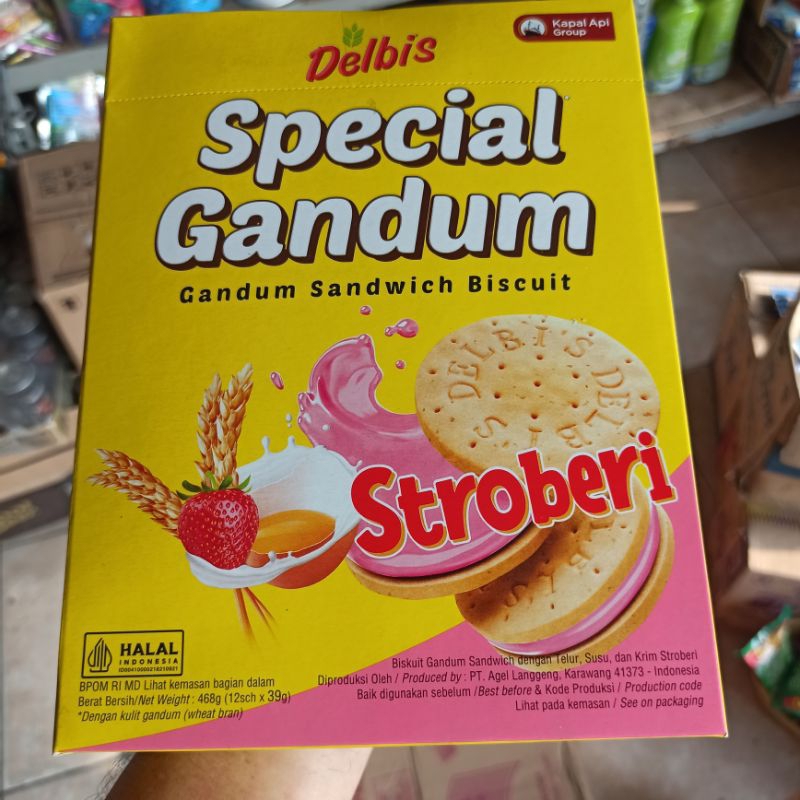 Delbis
Kapal Api
Group
Special
Gandum
Gandum Sandwich Biscuit
DELBIS DELBIS
Stroberi
HALAL
INDONESIA
BPOM RI MD Lihat kemasan bagian dalam
Berat Bersih/Net Weight : 468g (12sch x 39g)
*Dengan kulit gandum (wheat bran)
Biskuit Gandum Sandwich dengan Telur, Susu, dan Krim Stroberi
Diproduksi Oleh / Produced by : PT. Agel Langgeng, Karawang 41373 - Indonesia
Baik digunakan sebelum /Best before & Kode Produksi / Production code
Lihat pada kemasan / See on packaging